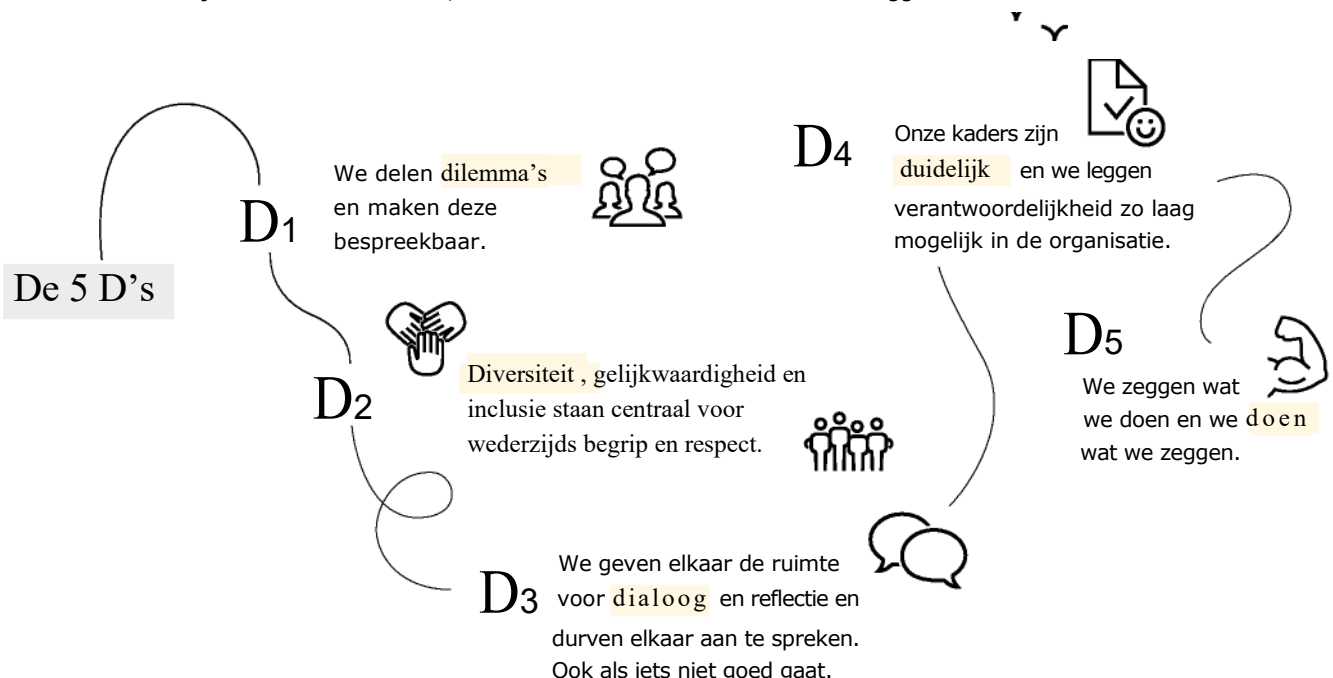 De 5 D’s
D1
We delen dilemma’s
en maken deze
bespreekbaar.
D2
Diversiteit , gelijkwaardigheid en
inclusie staan centraal voor
wederzijds begrip en respect.
D3
We geven elkaar de ruimte
voor dialoog en reflectie en
durven elkaar aan te spreken.
Ook als iets niet goed gaat.
D4
Onze kaders zijn
duidelijk en we leggen
verantwoordelijkheid zo laag
mogelijk in de organisatie.
D5
We zeggen wat
we doen en we doen
wat we zeggen.